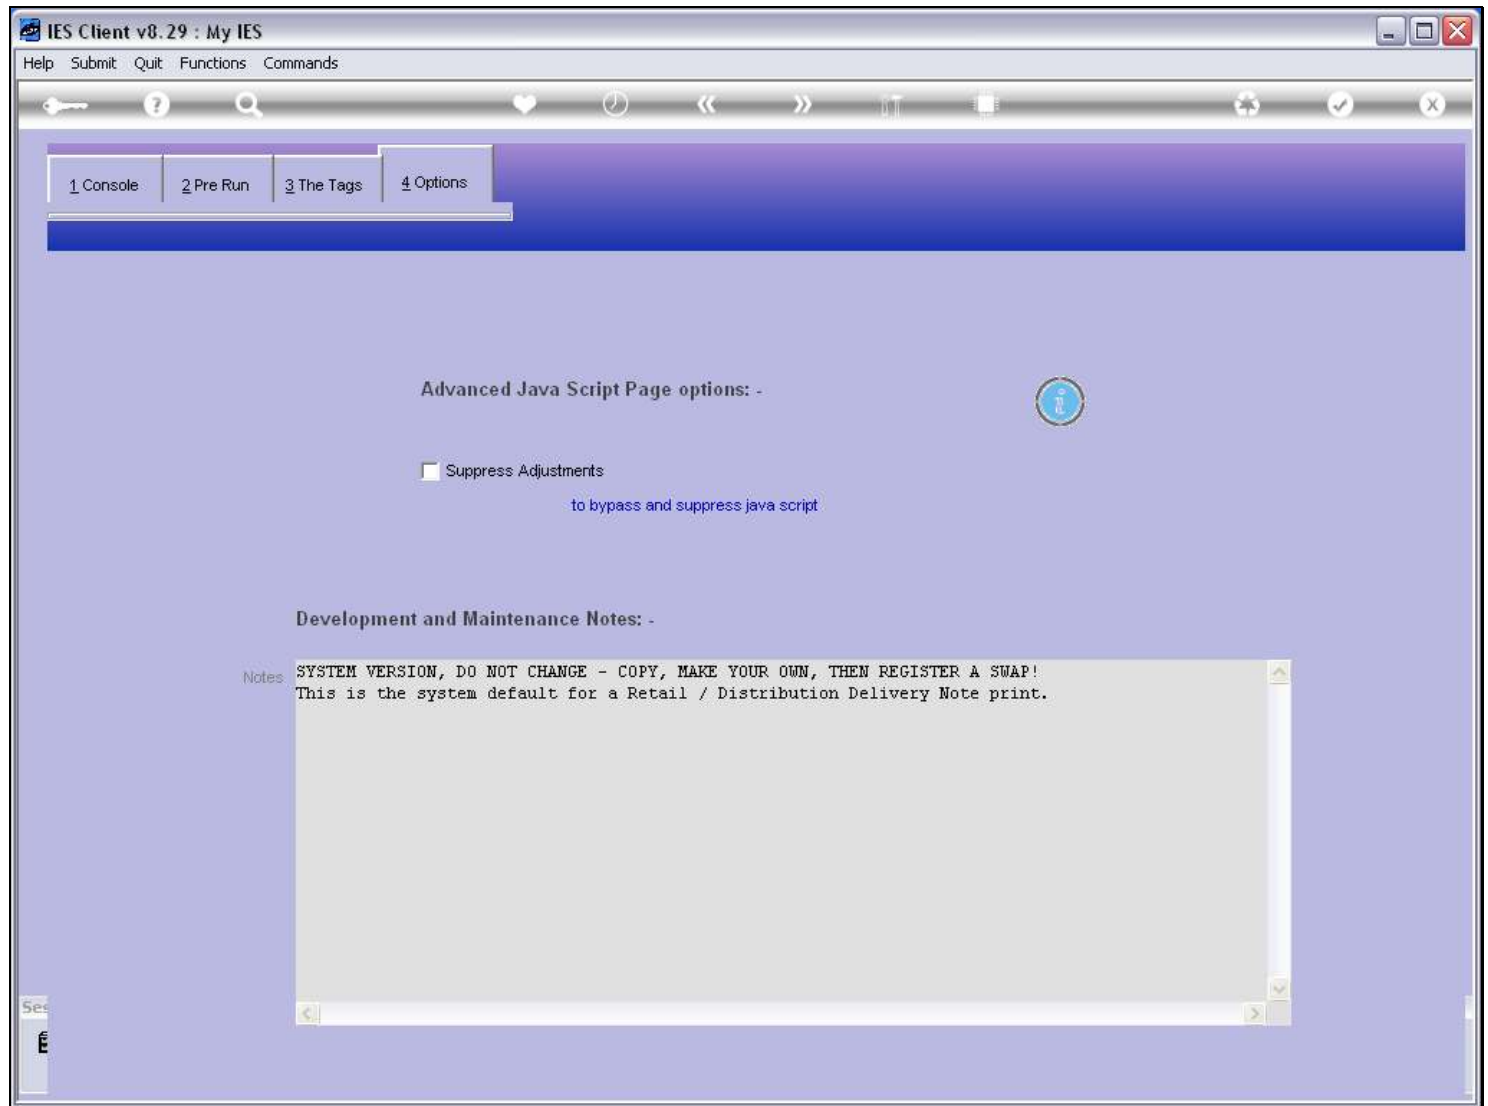 IES Client v8.29 : My IES
Help Submit Quit Functions Commands
1 Console 2 Pre Run 3 The Tags 4 Options
Advanced Java Script Page options: -
Suppress Adjustments
to bypass and suppress java script
Development and Maintenance Notes: -
Notes
SYSTEM VERSION, DO NOT CHANGE - COPY, MAKE YOUR OWN, THEN REGISTER A SWAP!
This is the system default for a Retail / Distribution Delivery Note print.